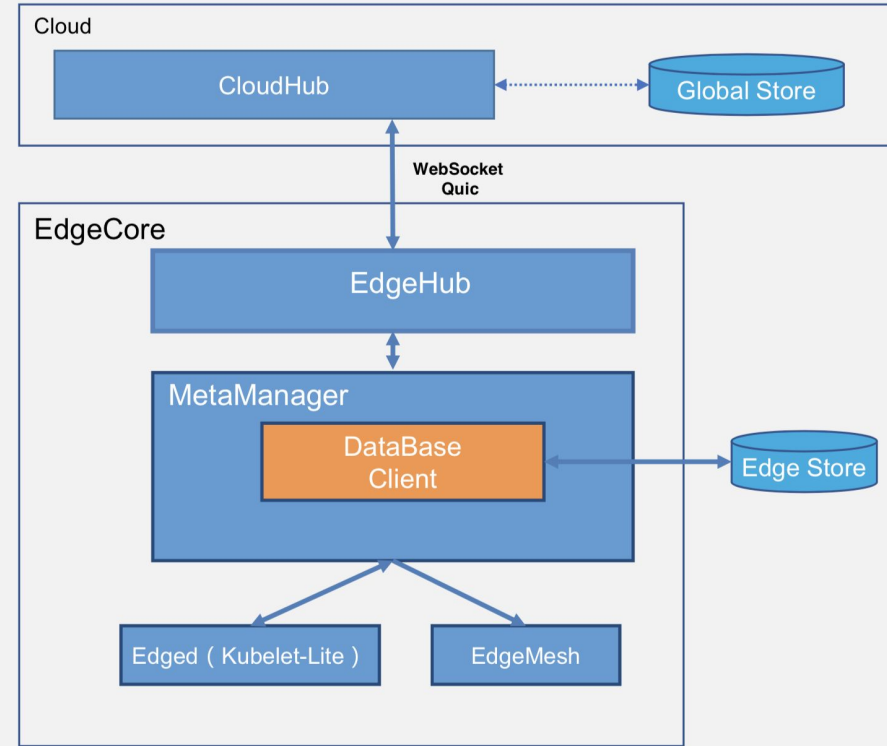 Cloud
CloudHub
Global Store
WebSocket
Quic
EdgeCore
EdgeHub
MetaManager
DataBase
Client
Edge Store
Edged ( Kubelet-Lite )
EdgeMesh